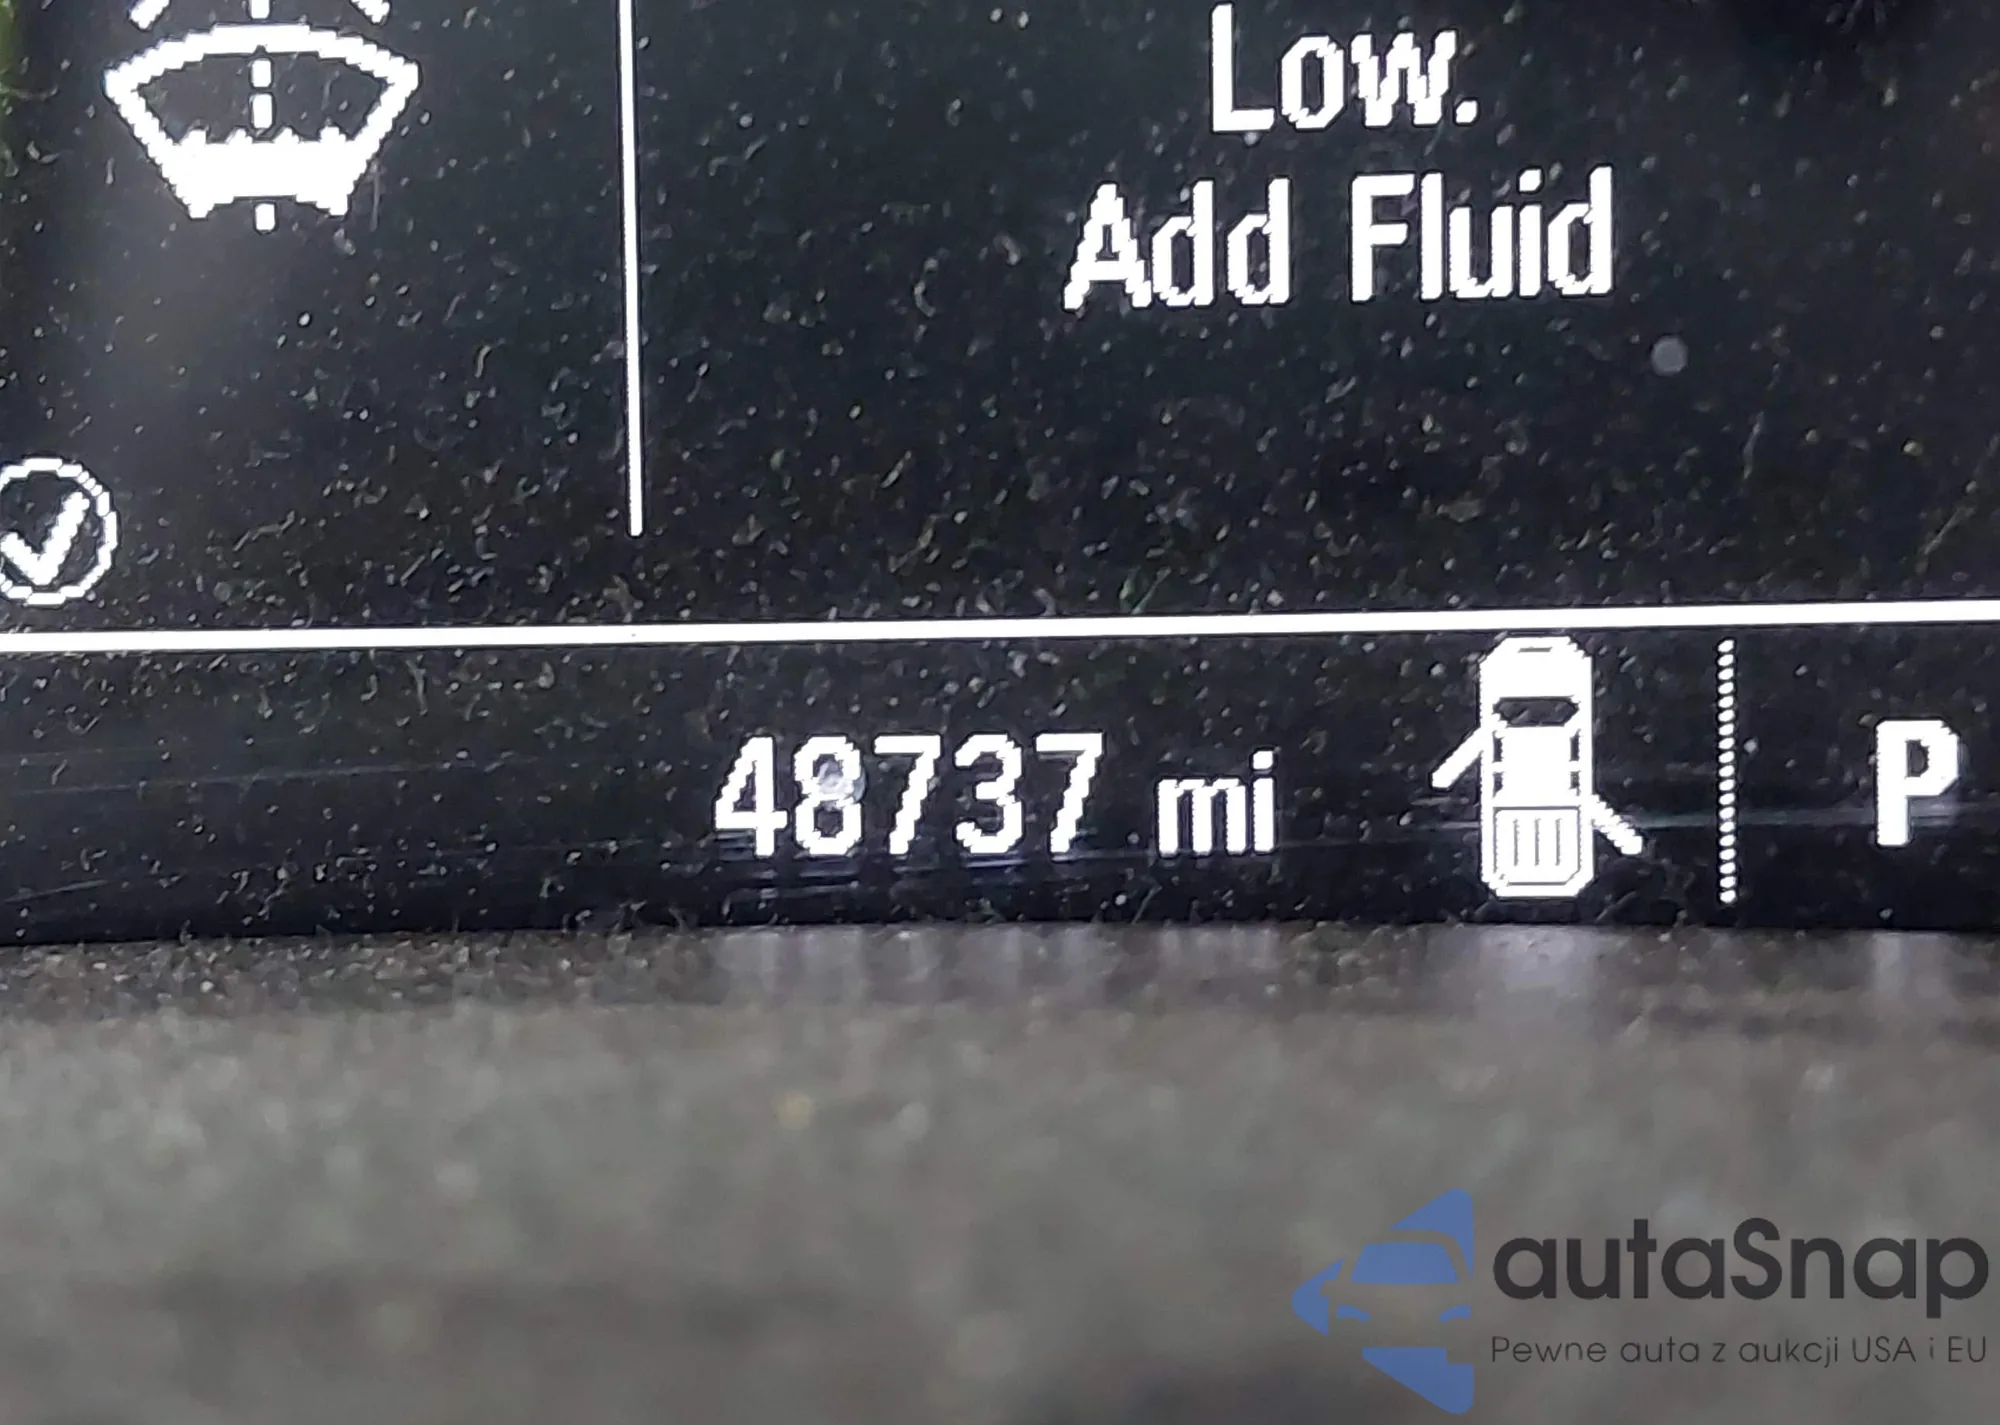 Low.
Add Fluid
48737 mi
P
autaSnap
Pewne auta z aukcji USA i EU